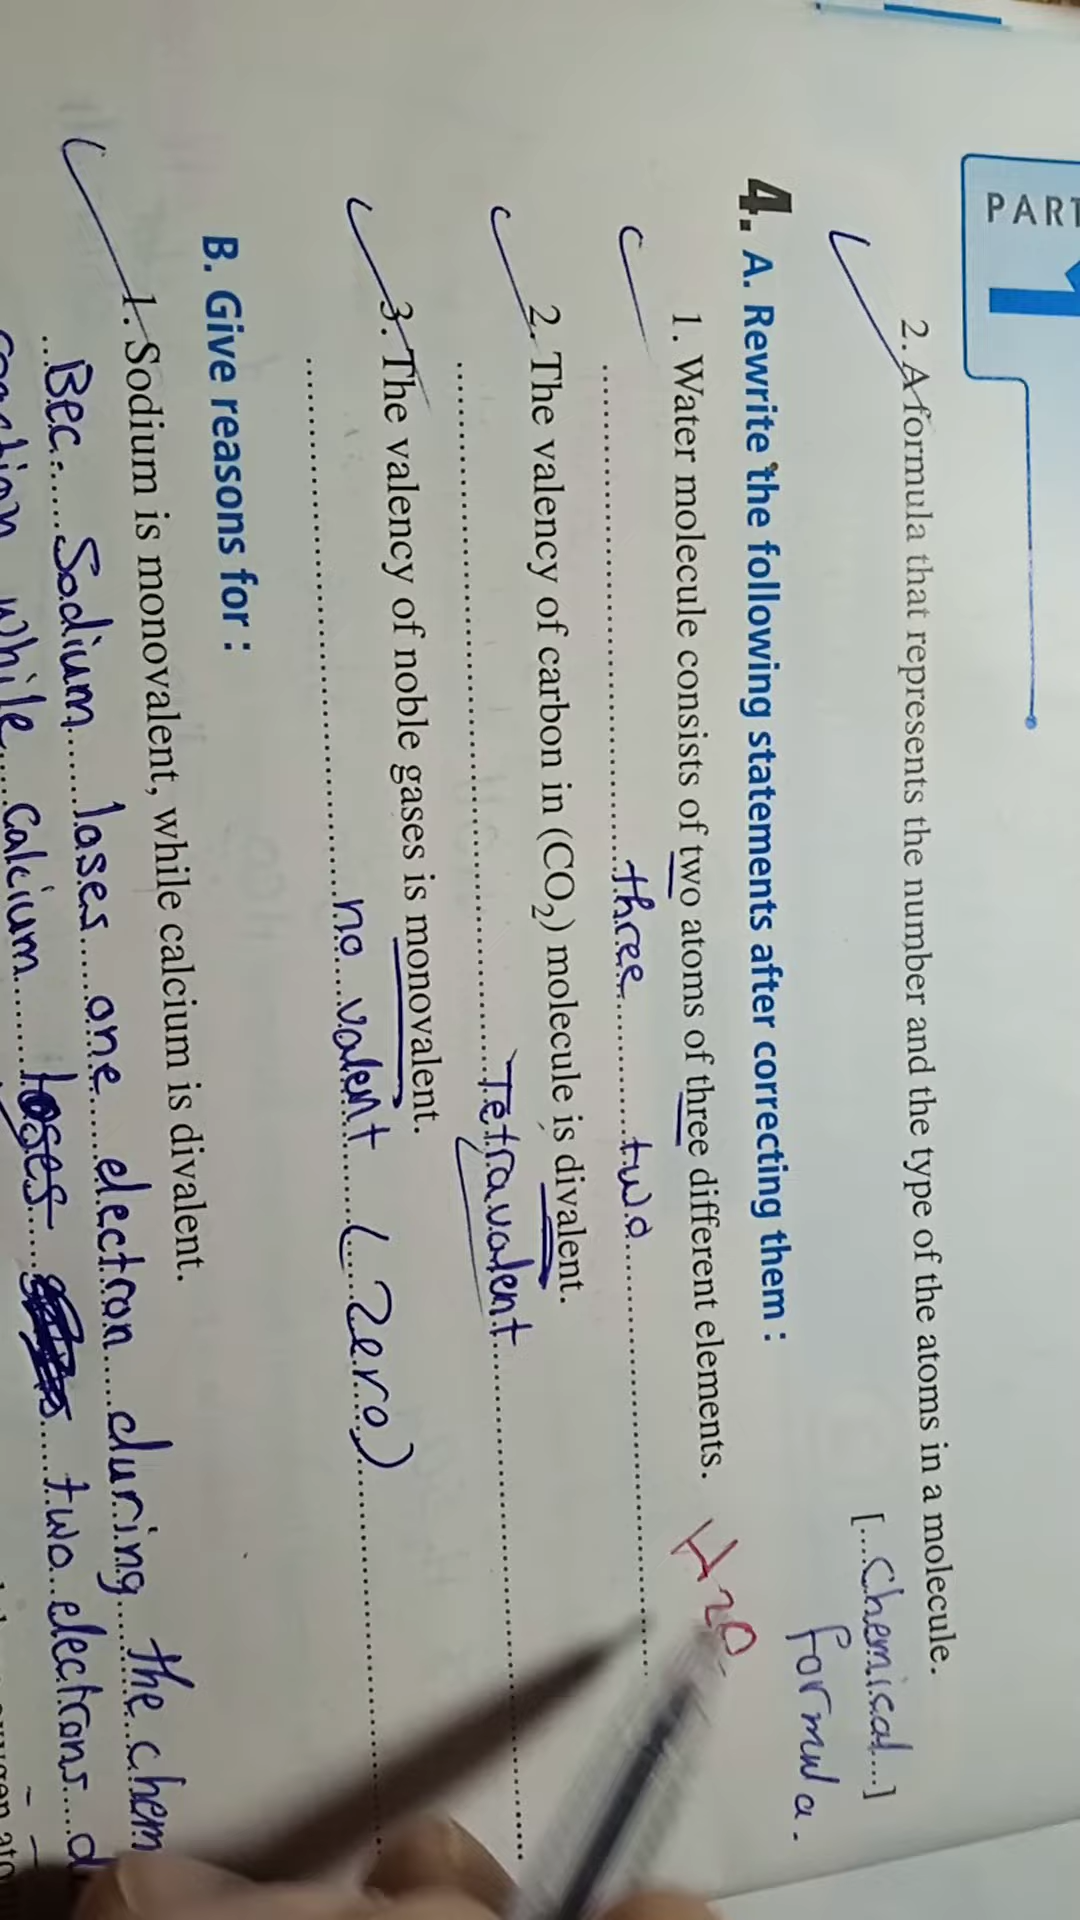 PART
1
2. A formula that represents the number and the type of the atoms in a molecule.
[...Chemical...]
formula.
4. A. Rewrite the following statements after correcting them :
1. Water molecule consists of two atoms of three different elements.
H2O
three two
2. The valency of carbon in (CO₂) molecule is divalent.
Tetravalent
3. The valency of noble gases is monovalent.
no valent (Zero)
B. Give reasons for :
1. Sodium is monovalent, while calcium is divalent.
Bec. Sodium loses one electron during the chem
while Calcium loses two electrons d